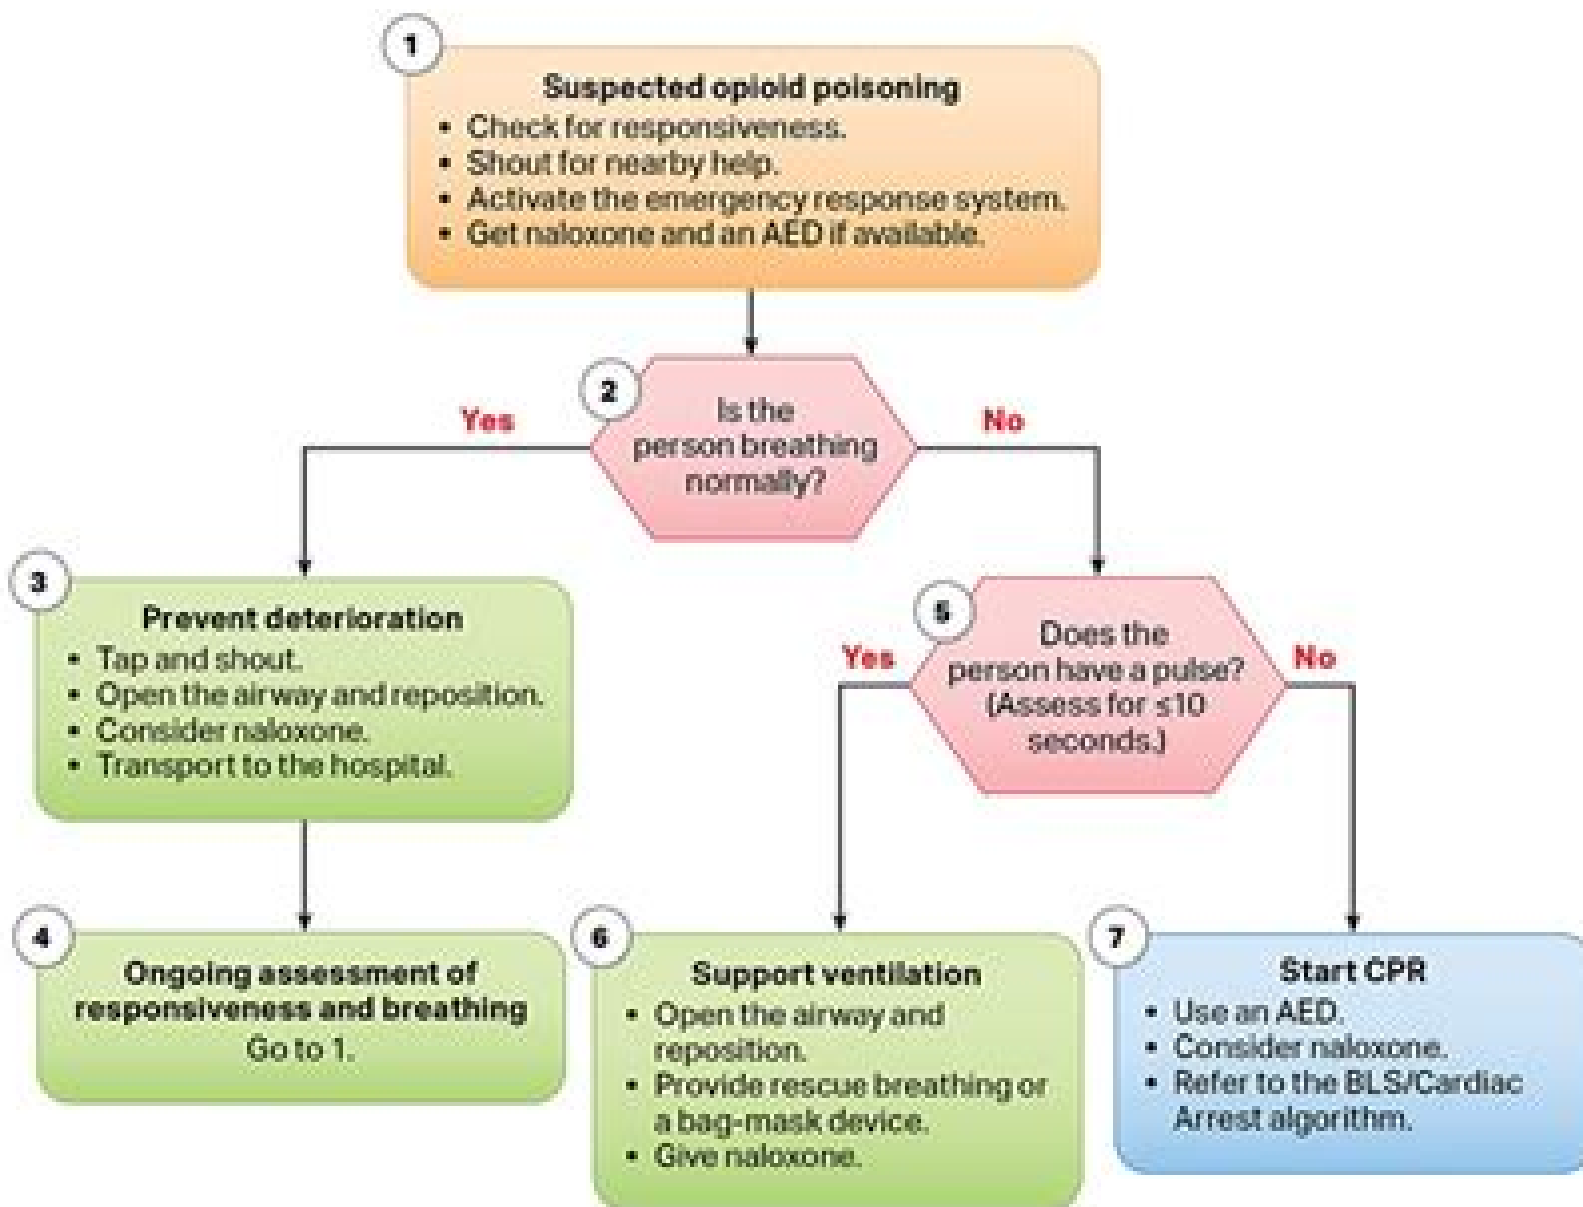 1
Suspected opioid poisoning
• Check for responsiveness.
• Shout for nearby help.
• Activate the emergency response system.
• Get naloxone and an AED if available.
2
Is the
person breathing
normally?
Yes
No
3
Prevent deterioration
• Tap and shout.
• Open the airway and reposition.
• Consider naloxone.
• Transport to the hospital.
4
Ongoing assessment of
responsiveness and breathing
Go to 1.
5
Does the
person have a pulse?
(Assess for ≤10
seconds.)
Yes
No
6
Support ventilation
• Open the airway and
reposition.
• Provide rescue breathing or
a bag-mask device.
• Give naloxone.
7
Start CPR
• Use an AED.
• Consider naloxone.
• Refer to the BLS/Cardiac
Arrest algorithm.